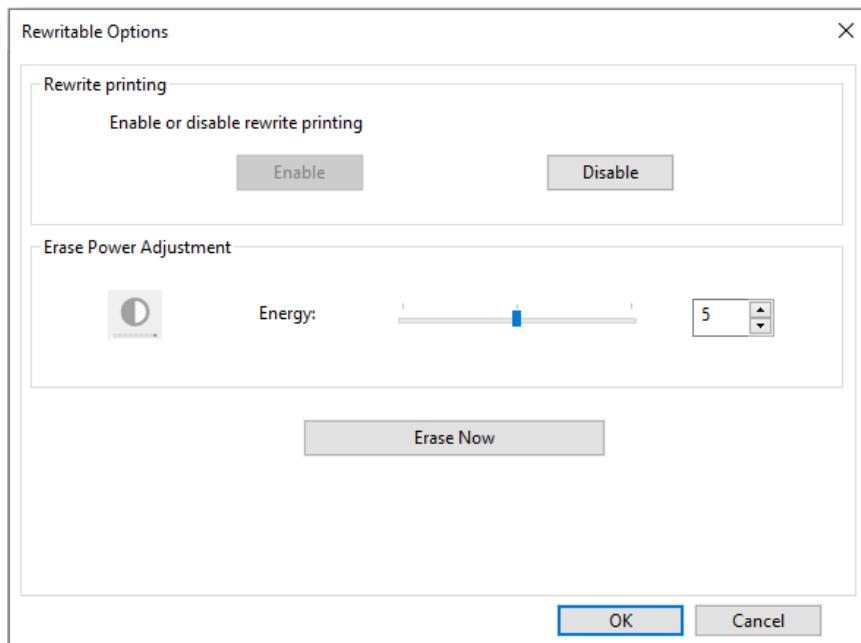 Rewritable Options
Rewrite printing
Enable or disable rewrite printing
Enable Disable
Erase Power Adjustment
Energy: 5
Erase Now
OK Cancel